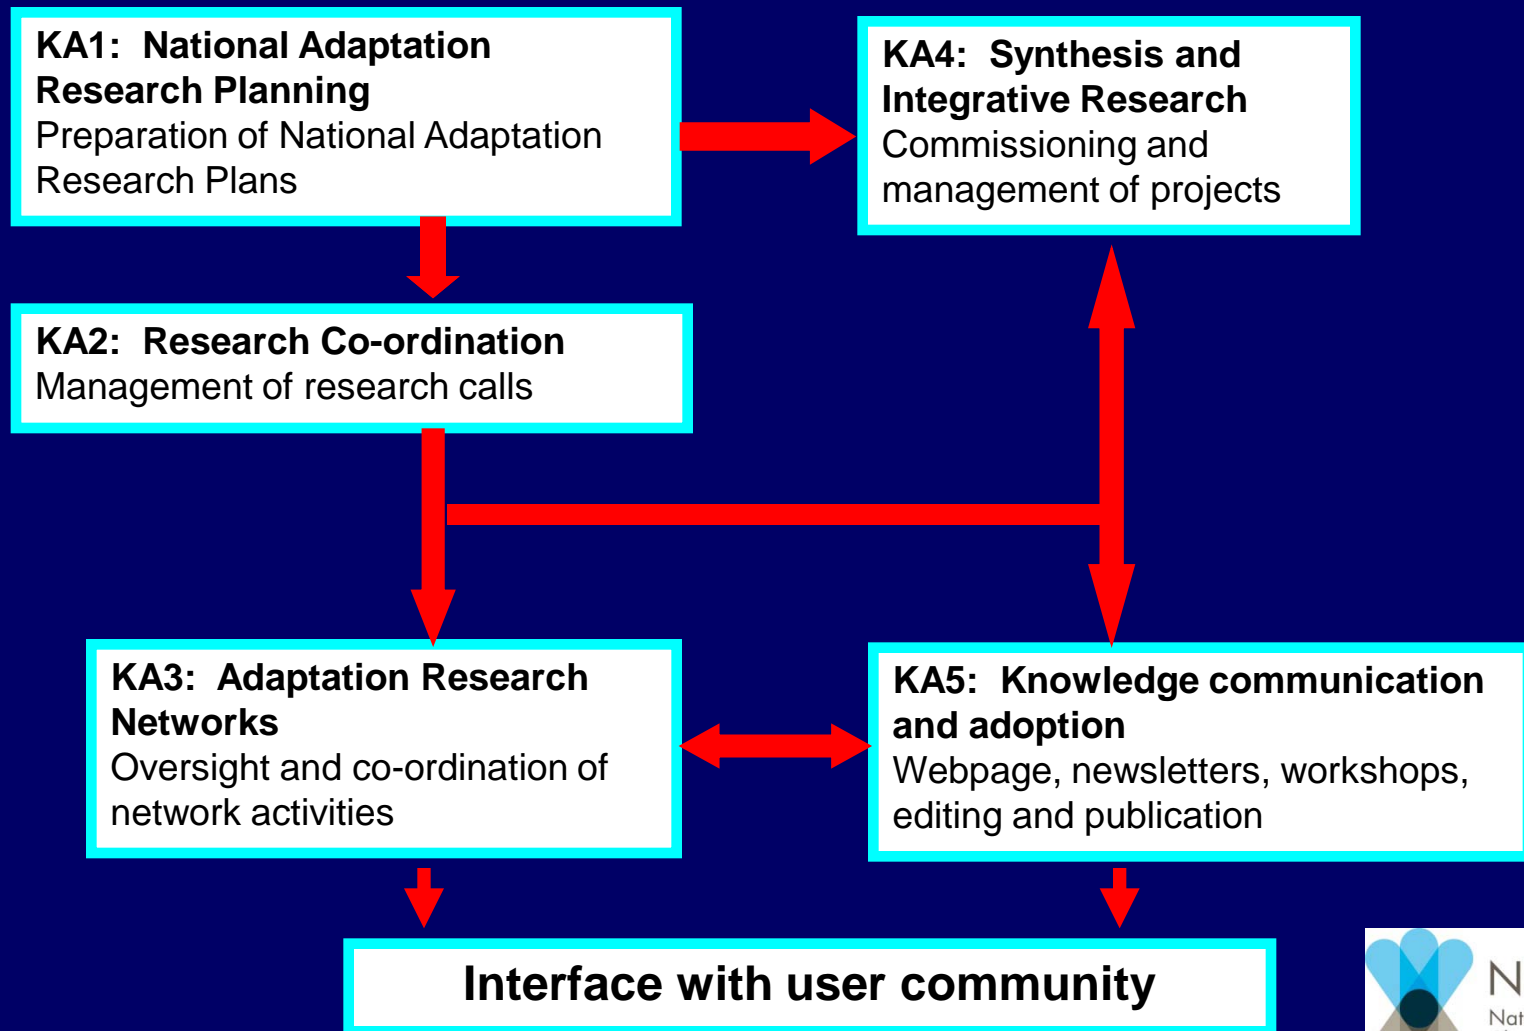 KA1: National Adaptation
Research Planning
Preparation of National Adaptation
Research Plans
KA4: Synthesis and
Integrative Research
Commissioning and
management of projects
KA2: Research Co-ordination
Management of research calls
KA3: Adaptation Research
Networks
Oversight and co-ordination of
network activities
KA5: Knowledge communication
and adoption
Webpage, newsletters, workshops,
editing and publication
Interface with user community
N
Nat